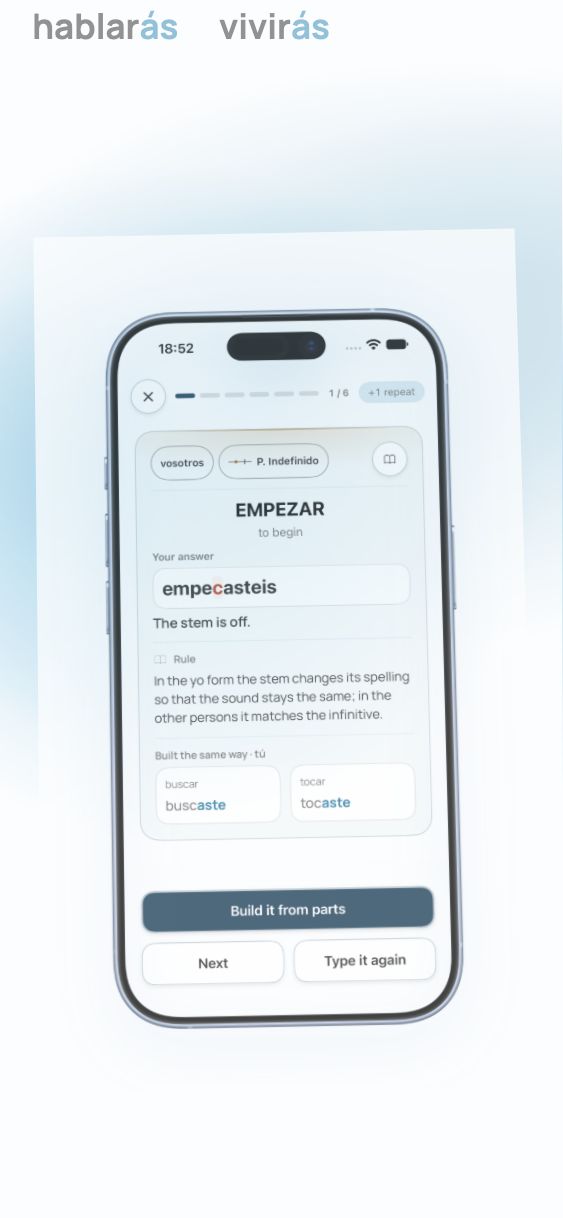 hablarás vivirás
18:52
1 / 6 +1 repeat
vosotros P. Indefinido
EMPEZAR
to begin
Your answer
empecasteis
The stem is off.
Rule
In the yo form the stem changes its spelling
so that the sound stays the same; in the
other persons it matches the infinitive.
Built the same way · tú
buscar tocar
buscaste tocaste
Build it from parts
Next Type it again